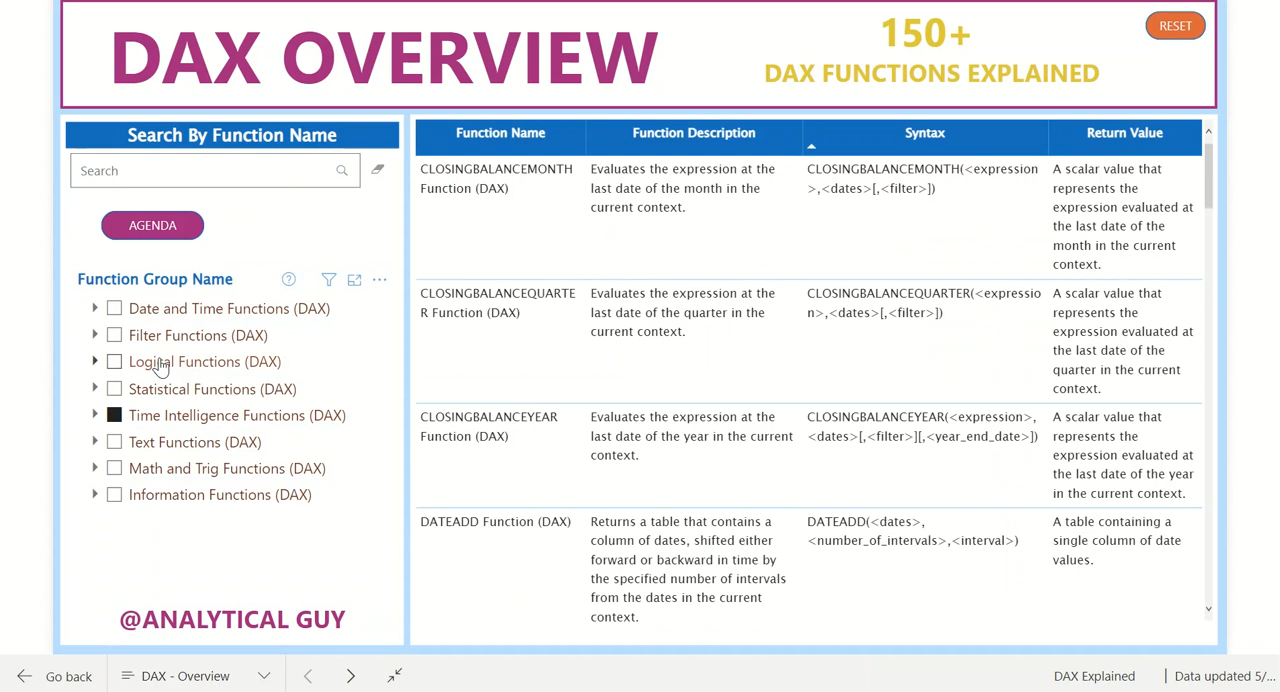 DAX OVERVIEW
150+
DAX FUNCTIONS EXPLAINED
RESET
Search By Function Name
Search
AGENDA
Function Group Name
Date and Time Functions (DAX)
Filter Functions (DAX)
Logical Functions (DAX)
Statistical Functions (DAX)
Time Intelligence Functions (DAX)
Text Functions (DAX)
Math and Trig Functions (DAX)
Information Functions (DAX)
@ANALYTICAL GUY
Function Name
Function Description
Syntax
Return Value
CLOSINGBALANCEMONTH
Function (DAX)
Evaluates the expression at the
last date of the month in the
current context.
CLOSINGBALANCEMONTH(<expression
>,<dates>[,<filter>])
A scalar value that
represents the
expression evaluated at
the last date of the
month in the current
context.
CLOSINGBALANCEQUARTE
R Function (DAX)
Evaluates the expression at the
last date of the quarter in the
current context.
CLOSINGBALANCEQUARTER(<expressio
n>,<dates>[,<filter>])
A scalar value that
represents the
expression evaluated at
the last date of the
quarter in the current
context.
CLOSINGBALANCEYEAR
Function (DAX)
Evaluates the expression at the
last date of the year in the current
context.
CLOSINGBALANCEYEAR(<expression>,
<dates>[,<filter>][,<year_end_date>])
A scalar value that
represents the
expression evaluated at
the last date of the year
in the current context.
DATEADD Function (DAX)
Returns a table that contains a
column of dates, shifted either
forward or backward in time by
the specified number of intervals
from the dates in the current
context.
DATEADD(<dates>,
<number_of_intervals>,<interval>)
A table containing a
single column of date
values.
Go back
DAX - Overview
DAX Explained
Data updated 5/...